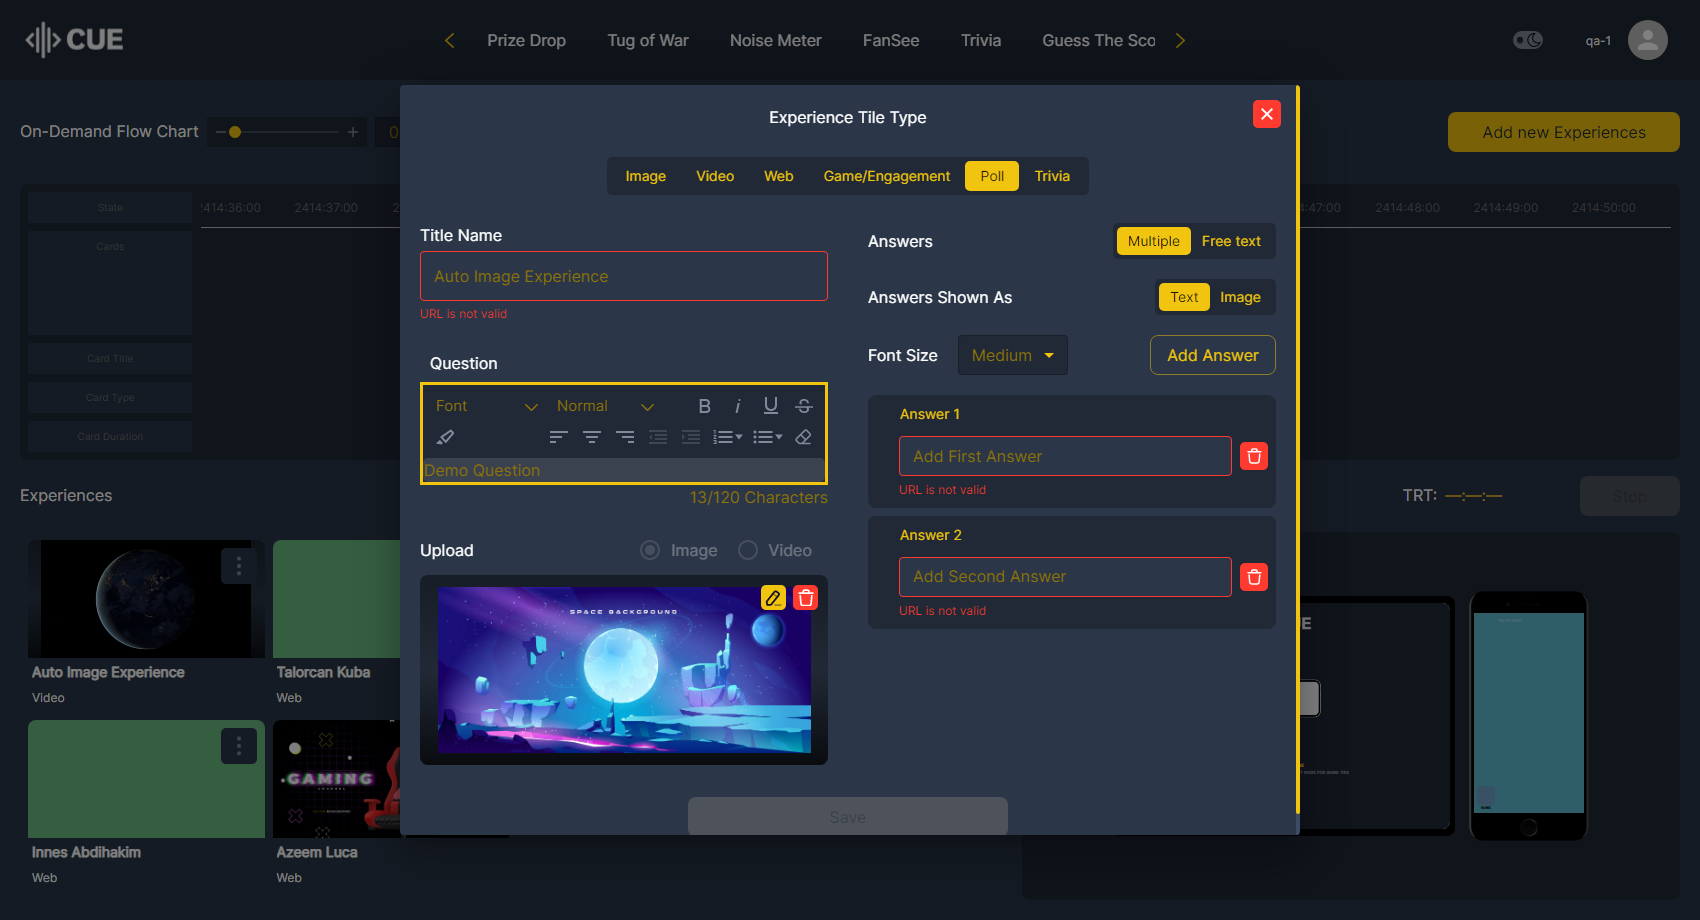 CUE
Prize Drop
Tug of War
Noise Meter
FanSee
Trivia
Guess The Sco
qa-1
On-Demand Flow Chart
0
Add new Experiences
State
2414:36:00
2414:37:00
2
4:47:00
2414:48:00
2414:49:00
2414:50:00
Cards
Card Title
Card Type
Card Duration
Experience Tile Type
Image
Video
Web
Game/Engagement
Poll
Trivia
Title Name
Auto Image Experience
URL is not valid
Question
Font
Normal
B
i
U
S
Demo Question
13/120 Characters
Upload
Image
Video
SPACE BACKGROUND
Answers
Multiple
Free text
Answers Shown As
Text
Image
Font Size
Medium
Add Answer
Answer 1
Add First Answer
URL is not valid
Answer 2
Add Second Answer
URL is not valid
Save
Experiences
Auto Image Experience
Video
Talorcan Kuba
Web
Innes Abdihakim
Web
GAMING
Azeem Luca
Web
TRT: —:—:—
Stop
UE